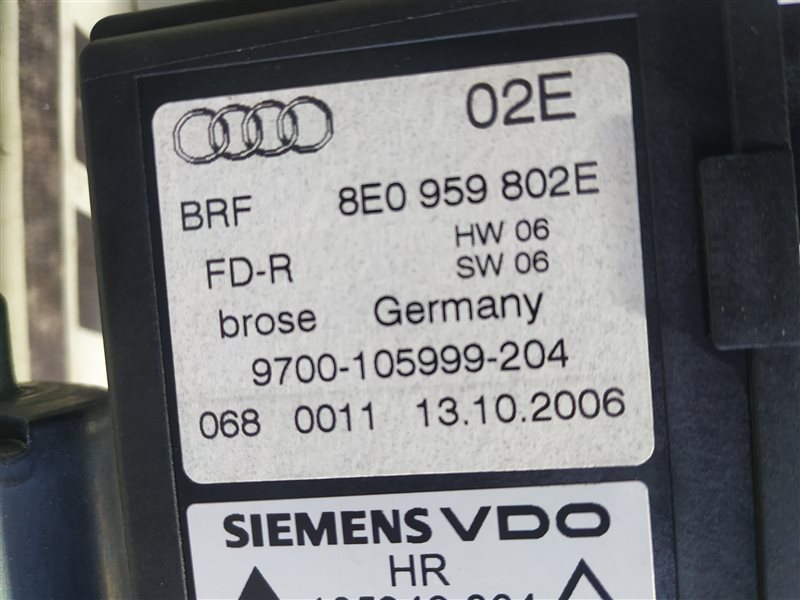 02E
BRF 8E0 959 802E
HW 06
FD-R SW 06
brose Germany
9700-105999-204
068 0011 13.10.2006
SIEMENS VDO
HR